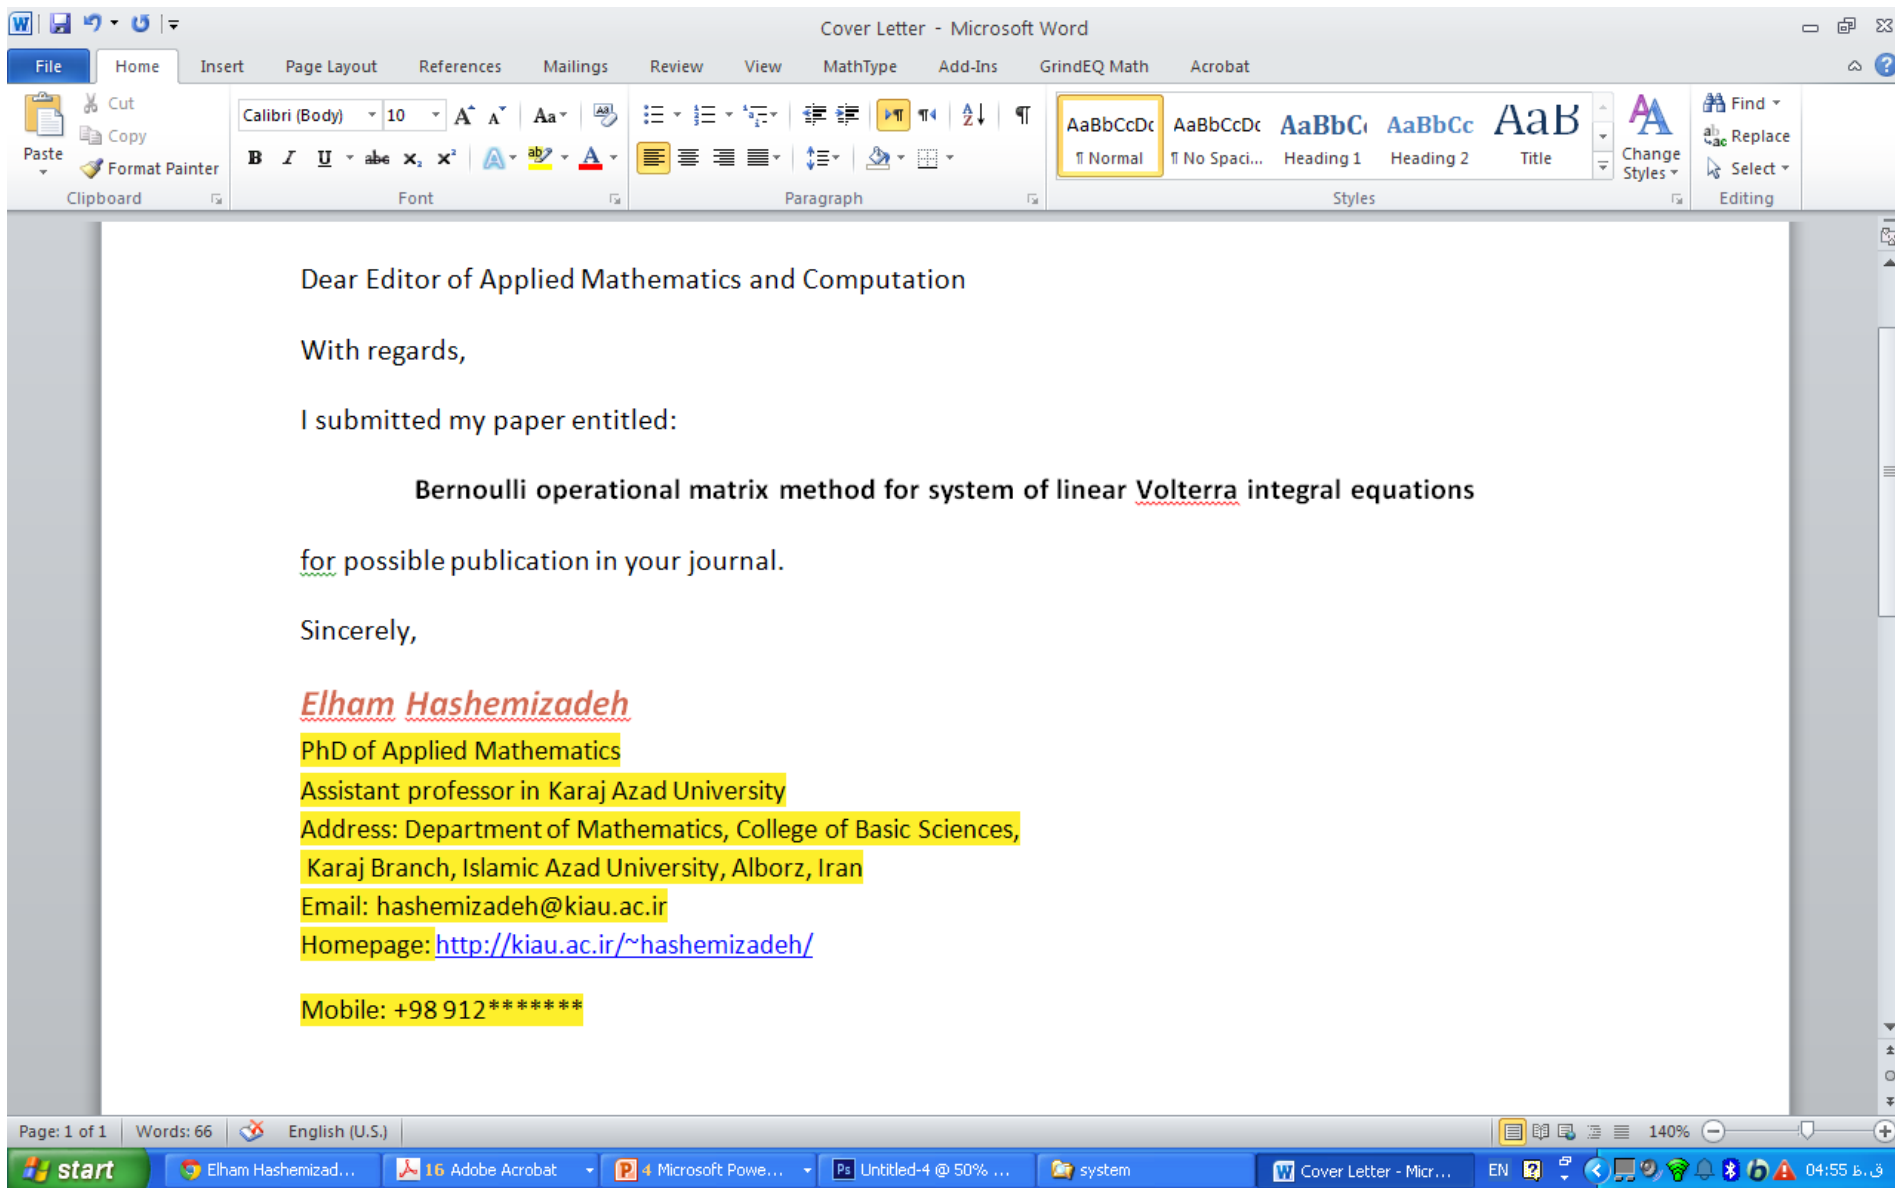 Cover Letter - Microsoft Word
File Home Insert Page Layout References Mailings Review View MathType Add-Ins GrindEQ Math Acrobat
Cut
Copy
Format Painter
Paste
Clipboard
Calibri (Body) 10
Font
Paragraph
AaBbCcDc AaBbCcDc AaBbC AaBbCc AaB
¶ Normal ¶ No Spaci... Heading 1 Heading 2 Title
Change Styles
Styles
Find
Replace
Select
Editing
Dear Editor of Applied Mathematics and Computation
With regards,
I submitted my paper entitled:
Bernoulli operational matrix method for system of linear Volterra integral equations
for possible publication in your journal.
Sincerely,
Elham Hashemizadeh
PhD of Applied Mathematics
Assistant professor in Karaj Azad University
Address: Department of Mathematics, College of Basic Sciences,
Karaj Branch, Islamic Azad University, Alborz, Iran
Email: hashemizadeh@kiau.ac.ir
Homepage: http://kiau.ac.ir/~hashemizadeh/
Mobile: +98 912*******
Page: 1 of 1 Words: 66 English (U.S.) 140%
start Elham Hashemizad... 16 Adobe Acrobat 4 Microsoft Powe... Untitled-4 @ 50% ... system Cover Letter - Micr... EN 04:55 ق.ظ